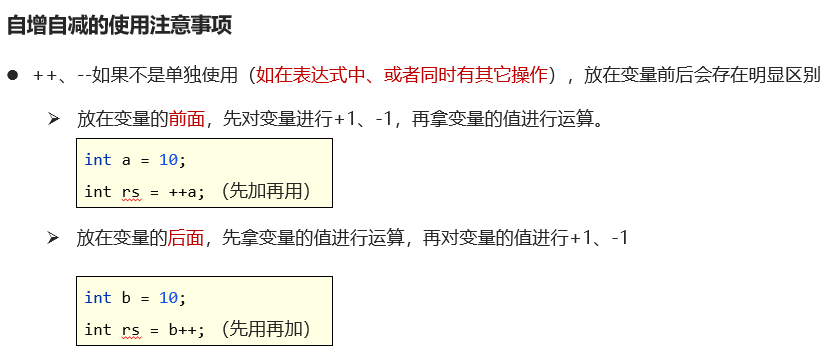 自增自减的使用注意事项
++、--如果不是单独使用（如在表达式中、或者同时有其它操作），放在变量前后会存在明显区别
放在变量的前面，先对变量进行+1、-1，再拿变量的值进行运算。
int a = 10;
int rs = ++a; （先加再用）
放在变量的后面，先拿变量的值进行运算，再对变量的值进行+1、-1
int b = 10;
int rs = b++; （先用再加）